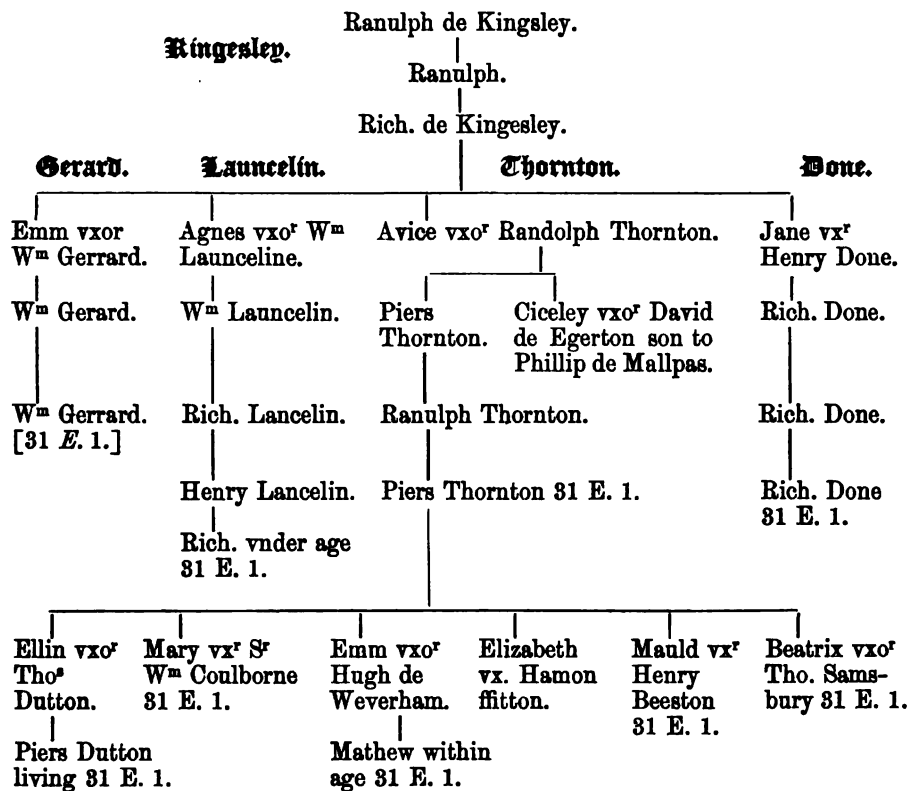 Ranulph de Kingsley.
Kingesley.
Ranulph.
Rich. de Kingesley.
Gerard. Launcelin. Thornton. Done.
Emm vxor
Wᵐ Gerrard.
Agnes vxoʳ Wᵐ
Launceline.
Avice vxoʳ Randolph Thornton.
Jane vxʳ
Henry Done.
Wᵐ Gerard.
Wᵐ Launcelin.
Piers
Thornton.
Ciceley vxoʳ David
de Egerton son to
Phillip de Mallpas.
Rich. Done.
Wᵐ Gerrard.
[31 E. 1.]
Rich. Lancelin.
Ranulph Thornton.
Rich. Done.
Henry Lancelin.
Piers Thornton 31 E. 1.
Rich. Done
31 E. 1.
Rich. vnder age
31 E. 1.
Ellin vxoʳ
Thoˢ
Dutton.
Mary vxʳ Sʳ
Wᵐ Coulborne
31 E. 1.
Emm vxoʳ
Hugh de
Weverham.
Elizabeth
vx. Hamon
ffitton.
Mauld vxʳ
Henry
Beeston
31 E. 1.
Beatrix vxoʳ
Tho. Sams-
bury 31 E. 1.
Piers Dutton
living 31 E. 1.
Mathew within
age 31 E. 1.